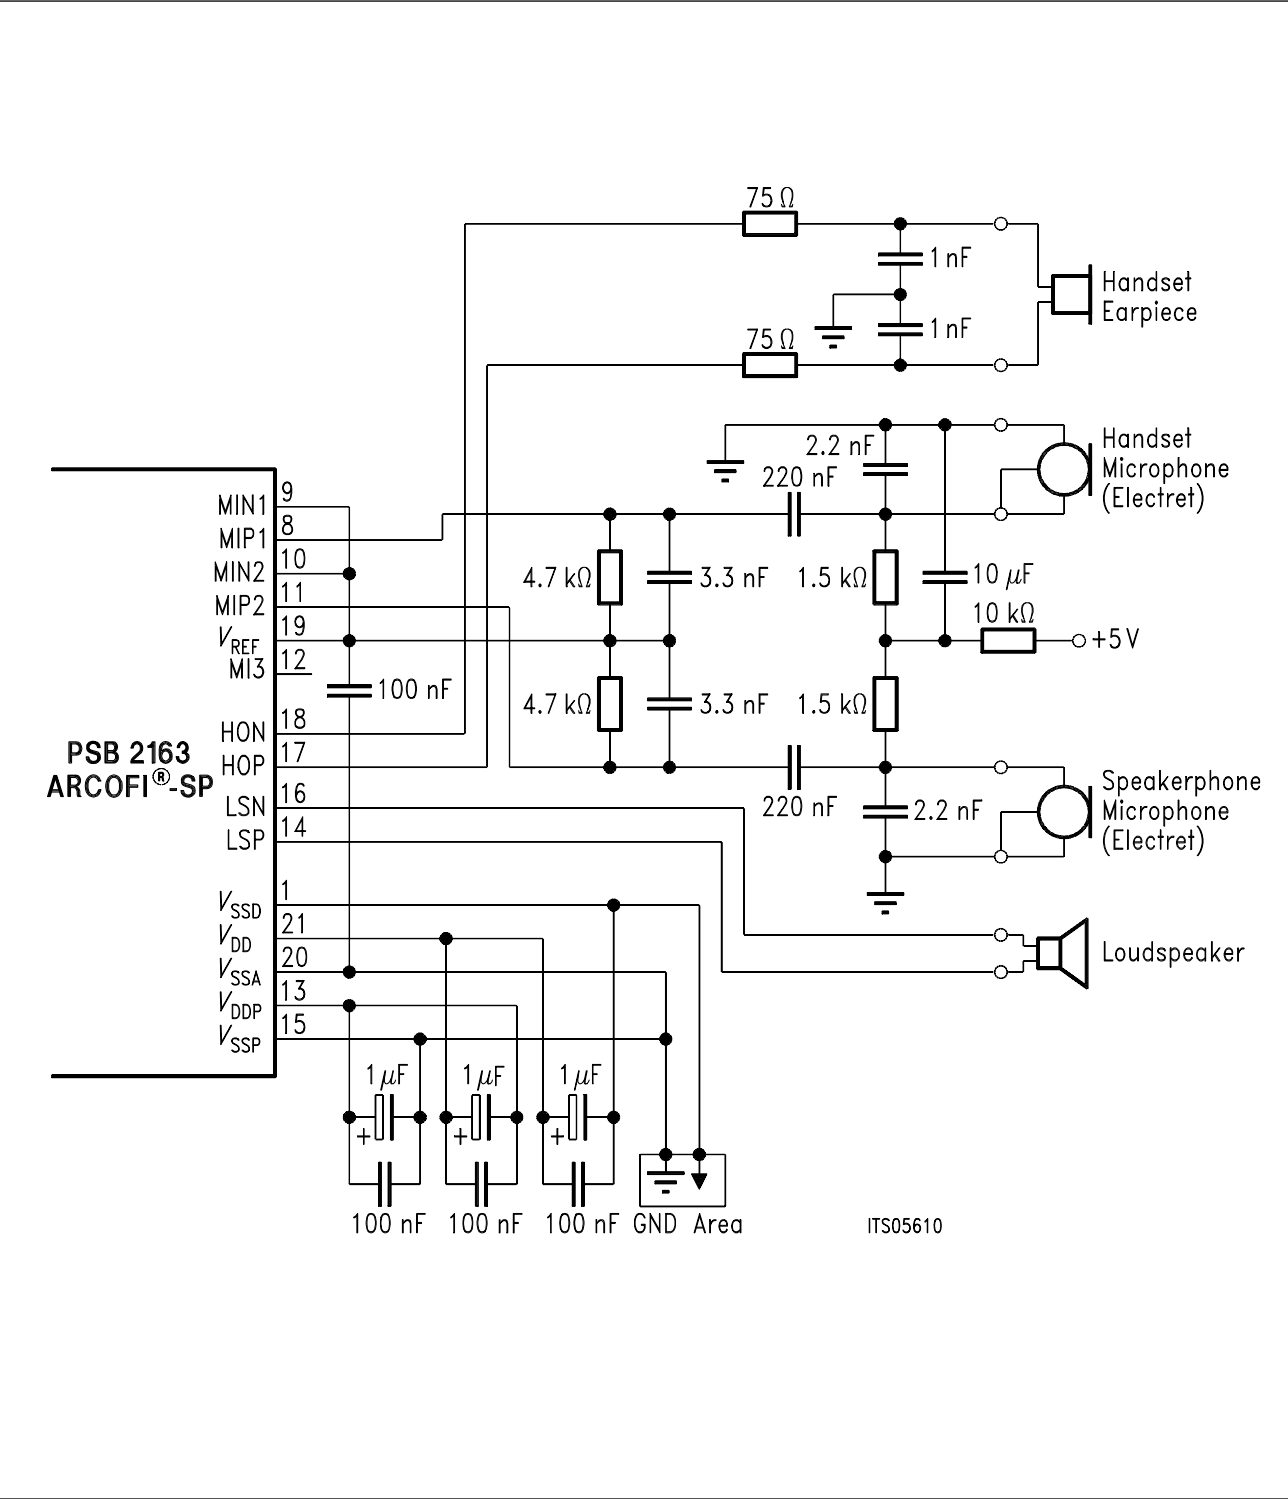 75 Ω
1 nF
Handset
Earpiece
1 nF
75 Ω
2.2 nF
Handset
Microphone
(Electret)
220 nF
MIN1 9
MIP1 8
MIN2 10
MIP2 11
VREF 19
MI3 12
4.7 kΩ
3.3 nF
1.5 kΩ
10 µF
10 kΩ
+5 V
100 nF
4.7 kΩ
3.3 nF
1.5 kΩ
HON 18
HOP 17
PSB 2163
ARCOFI®-SP
LSN 16
LSP 14
220 nF
2.2 nF
Speakerphone
Microphone
(Electret)
VSSD 1
VDD 21
VSSA 20
VDDP 13
VSSP 15
Loudspeaker
1 µF
1 µF
1 µF
+
+
+
100 nF
100 nF
100 nF
GND Area
ITS05610